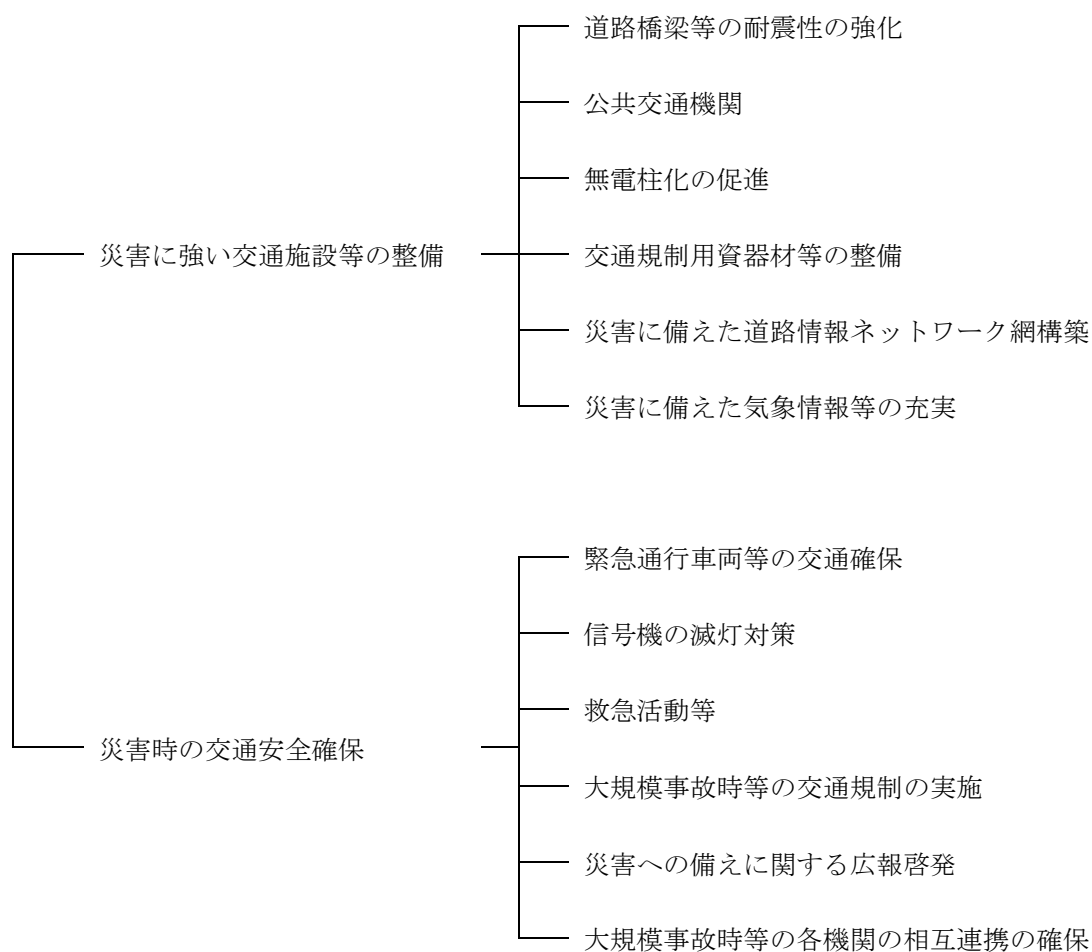 道路橋梁等の耐震性の強化
公共交通機関
無電柱化の促進
災害に強い交通施設等の整備
交通規制用資器材等の整備
災害に備えた道路情報ネットワーク網構築
災害に備えた気象情報等の充実
緊急通行車両等の交通確保
信号機の滅灯対策
救急活動等
災害時の交通安全確保
大規模事故時等の交通規制の実施
災害への備えに関する広報啓発
大規模事故時等の各機関の相互連携の確保